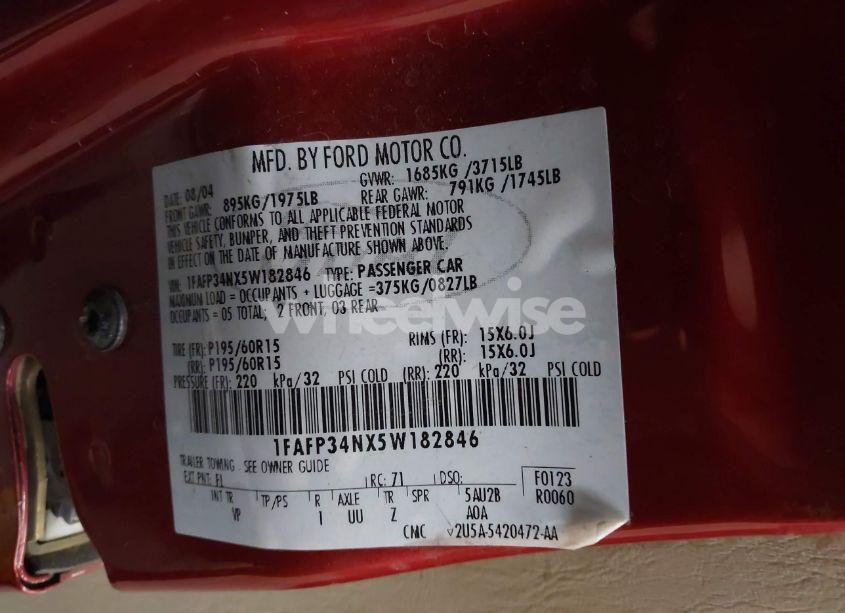 MFD. BY FORD MOTOR CO.
DATE: 08/04 GVWR: 1685KG /3715LB
FRONT GAWR: 895KG/1975LB REAR GAWR: 791KG /1745LB
THIS VEHICLE CONFORMS TO ALL APPLICABLE FEDERAL MOTOR
VEHICLE SAFETY, BUMPER, AND THEFT PREVENTION STANDARDS
IN EFFECT ON THE DATE OF MANUFACTURE SHOWN ABOVE.
VIN: 1FAFP34NX5W182846 TYPE: PASSENGER CAR
MAXIMUM LOAD = OCCUPANTS + LUGGAGE =375KG/0827LB
OCCUPANTS = 05 TOTAL; 2 FRONT, 03 REAR
wheelwise
TIRE (FR): P195/60R15 RIMS (FR): 15X6.0J
(RR): P195/60R15 (RR): 15X6.0J
PRESSURE (FR): 220 kPa/32 PSI COLD (RR): 220 kPa/32 PSI COLD
1FAFP34NX5W182846
TRAILER TOWING - SEE OWNER GUIDE
EXT PNT: F1 RC: 71 DSO: F0123
INT TR TP/PS R AXLE TR SPR 5AU2B R0060
VP I UU Z A0A
CMC ▽2U5A-5420472-AA